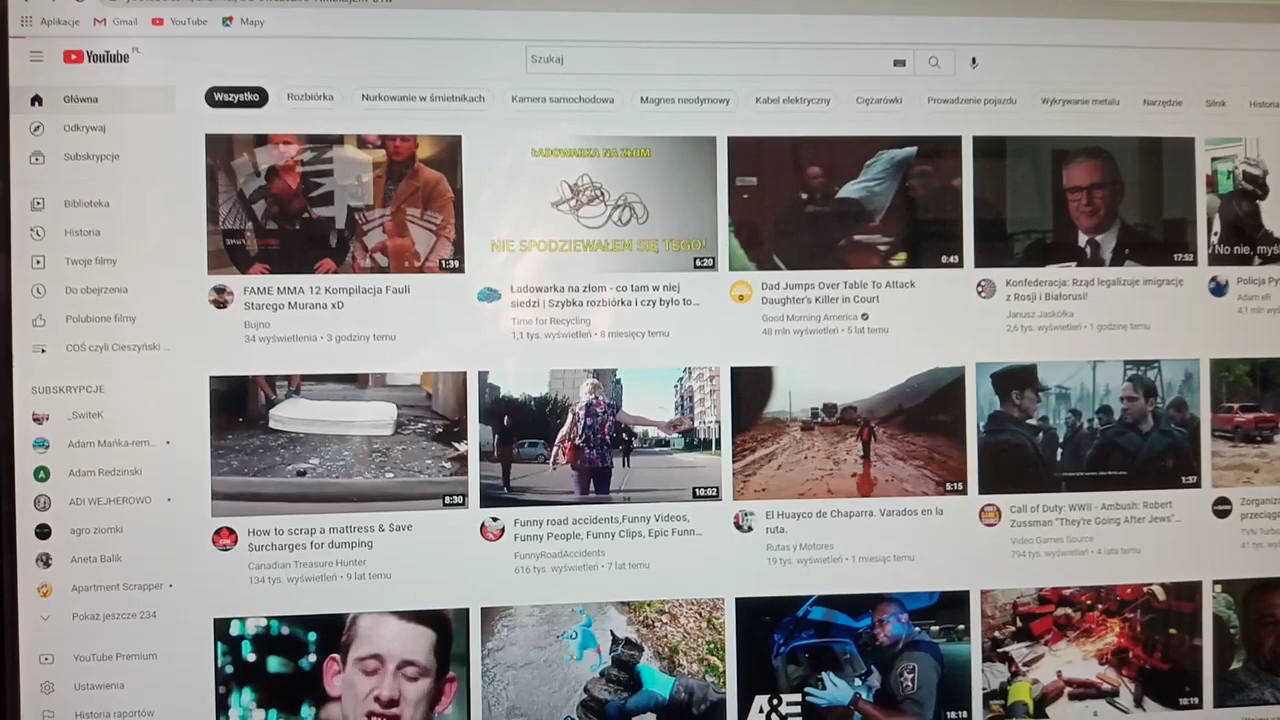 Aplikacje Gmail YouTube Mapy
YouTube PL
Szukaj
Główna
Odkrywaj
Subskrypcje
Biblioteka
Historia
Twoje filmy
Do obejrzenia
Polubione filmy
COŚ czyli Cieszyński ...
SUBSKRYPCJE
_SwiteK
Adam Mańka-rem...
Adam Redzinski
ADI WEJHEROWO
agro ziomki
Aneta Balik
Apartment Scrapper
Pokaż jeszcze 234
YouTube Premium
Ustawienia
Historia raportów
Wszystko Rozbiórka Nurkowanie w śmietnikach Kamera samochodowa Magnes neodymowy Kabel elektryczny Ciężarówki Prowadzenie pojazdu Wykrywanie metalu Narzędzie Silnik Historia
1:39
FAME MMA 12 Kompilacja Fauli
Starego Murana xD
Bujno
34 wyświetlenia • 3 godziny temu
ŁADOWARKA NA ZŁOM
NIE SPODZIEWAŁEM SIĘ TEGO!
6:20
Ładowarka na złom - co tam w niej
siedzi | Szybka rozbiórka i czy było to...
Time for Recycling
1,1 tys. wyświetleń • 8 miesięcy temu
0:43
Dad Jumps Over Table To Attack
Daughter's Killer in Court
Good Morning America
48 mln wyświetleń • 5 lat temu
17:52
Konfederacja: Rząd legalizuje imigrację
z Rosji i Białorusi!
Janusz Jaskółka
2,6 tys. wyświetleń • 1 godzinę temu
No nie, myś
Policja Py
Adam eR
4,1 mln wyś
8:30
How to scrap a mattress & Save
$urcharges for dumping
Canadian Treasure Hunter
134 tys. wyświetleń • 9 lat temu
10:02
Funny road accidents,Funny Videos,
Funny People, Funny Clips, Epic Funn...
FunnyRoadAccidents
616 tys. wyświetleń • 7 lat temu
5:15
El Huayco de Chaparra. Varados en la
ruta.
Rutas y Motores
19 tys. wyświetleń • 1 miesiąc temu
1:37
Call of Duty: WWII - Ambush: Robert
Zussman "They're Going After Jews"...
Video Games Source
794 tys. wyświetleń • 4 lata temu
Zorganiz
przeciąga
TVN Turbo
41 tys. wy
A&E
18:18
10:19